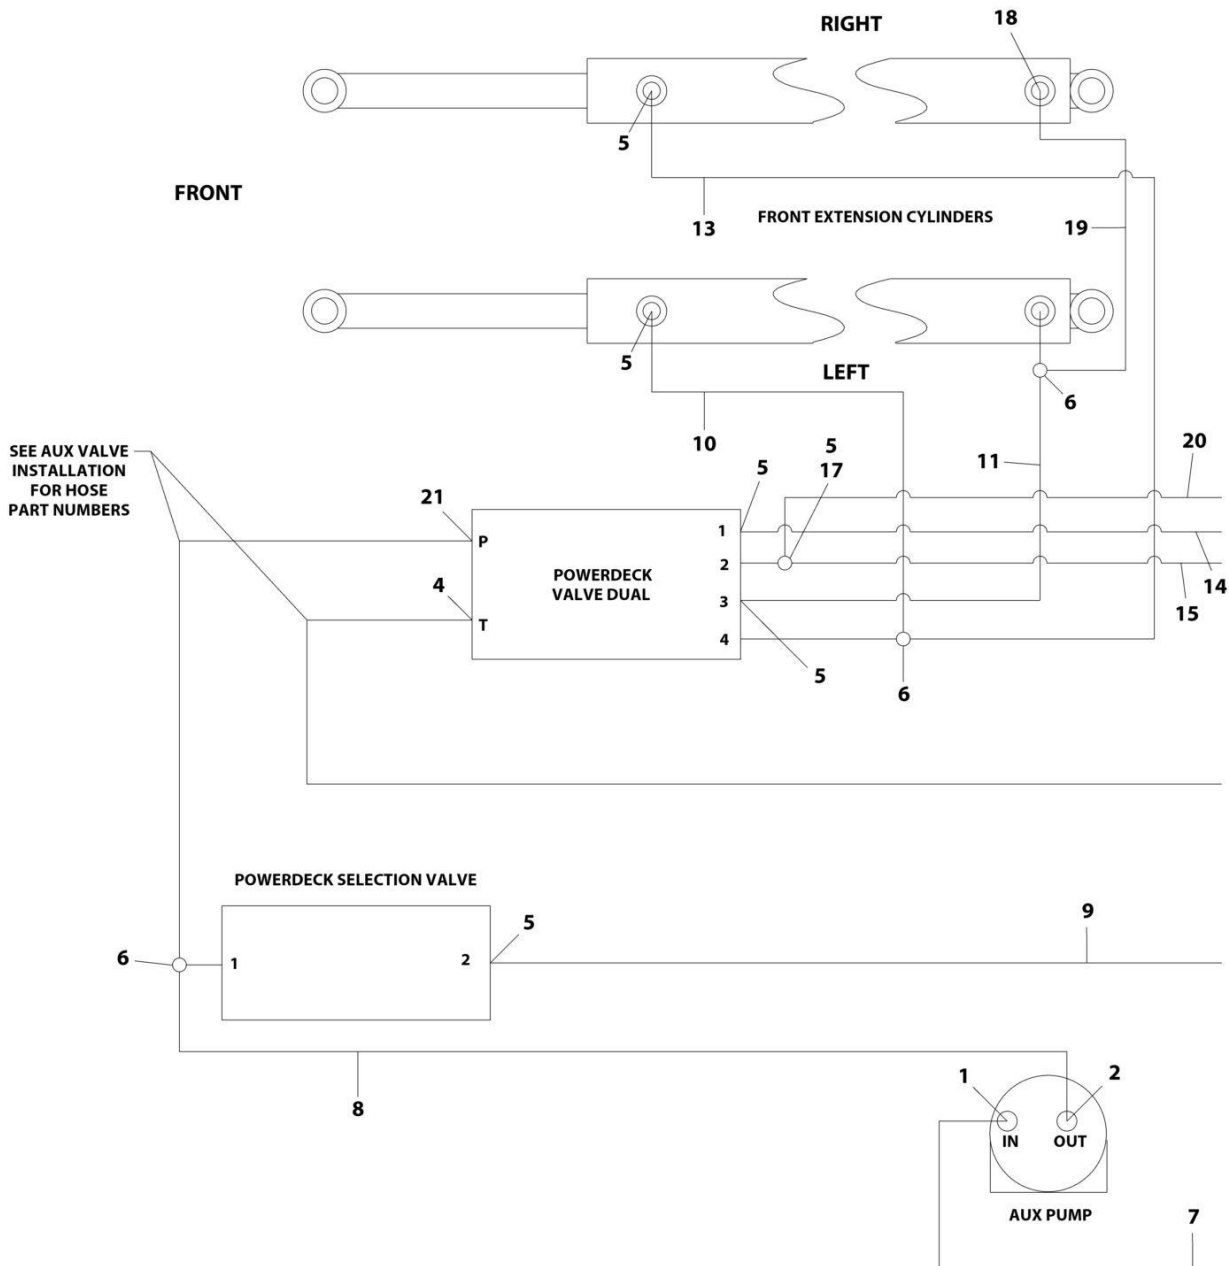 RIGHT
18
5
FRONT
13
FRONT EXTENSION CYLINDERS
19
5
LEFT
6
10
SEE AUX VALVE
INSTALLATION
FOR HOSE
PART NUMBERS
5
17
5
11
20
21
P
1
POWERDECK
VALVE DUAL
2
14
4
T
3
15
4
5
6
POWERDECK SELECTION VALVE
9
5
6
1
2
8
1
2
IN
OUT
AUX PUMP
7